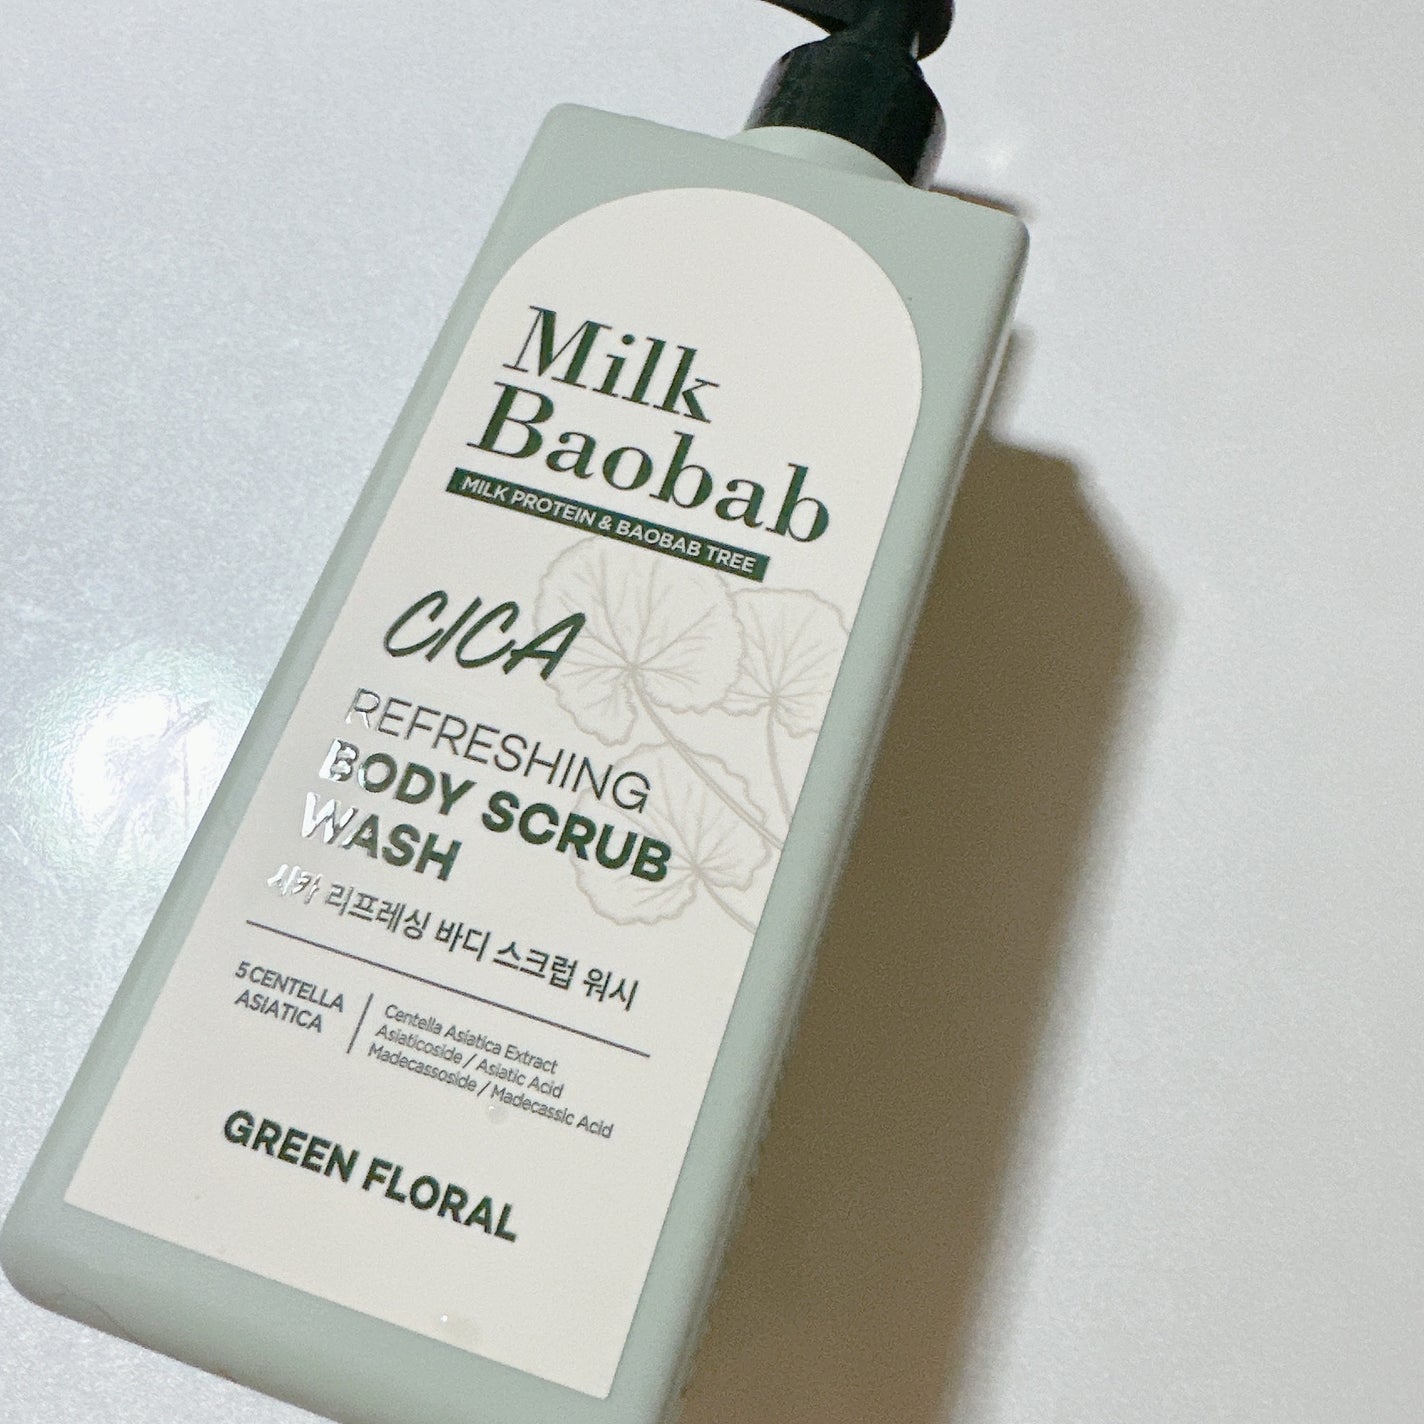 Milk
Baobab
MILK PROTEIN & BAOBAB TREE
CICA
REFRESHING
BODY SCRUB
WASH
시카 리프레싱 바디 스크럽 워시
5 CENTELLA
ASIATICA
Centella Asiatica Extract
Asiaticoside / Asiatic Acid
Madecassoside / Madecassic Acid
GREEN FLORAL